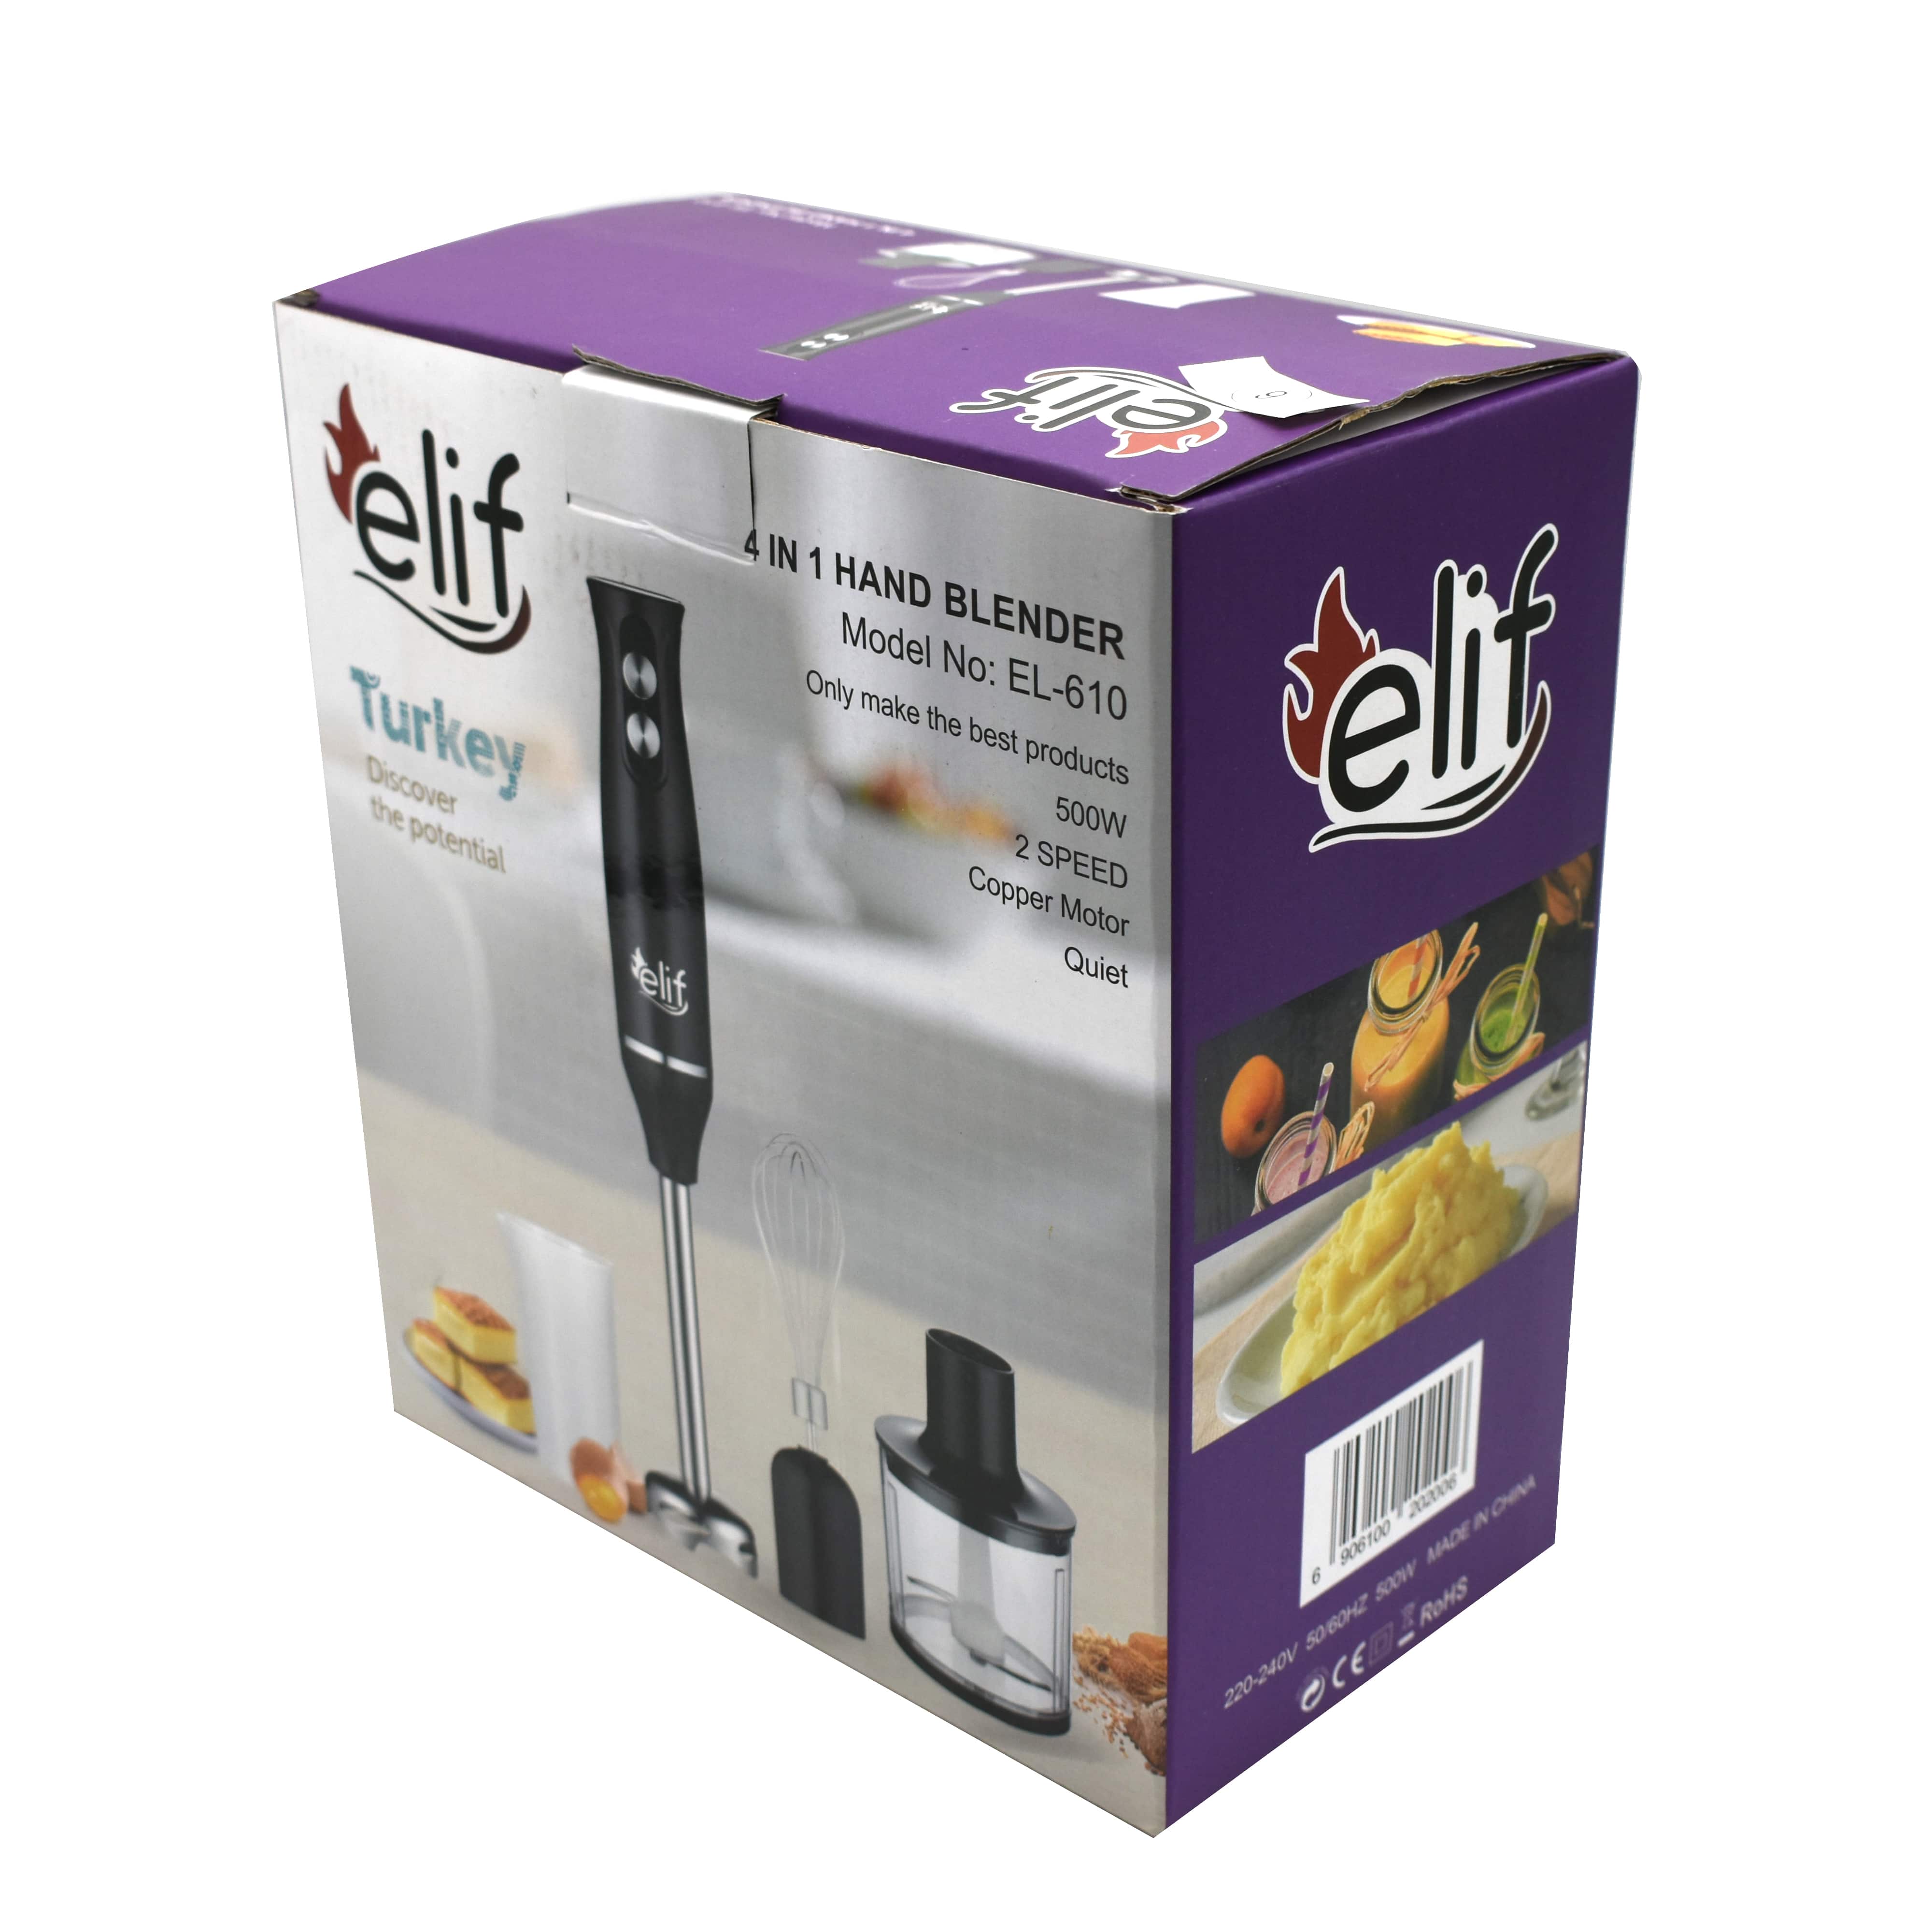 elif
Turkey
Discover
the potential
4 IN 1 HAND BLENDER
Model No: EL-610
Only make the best products
500W
2 SPEED
Copper Motor
Quiet
elif
elif
elif
6 906100 202006
220-240V 50/60HZ 500W MADE IN CHINA
CE RoHS